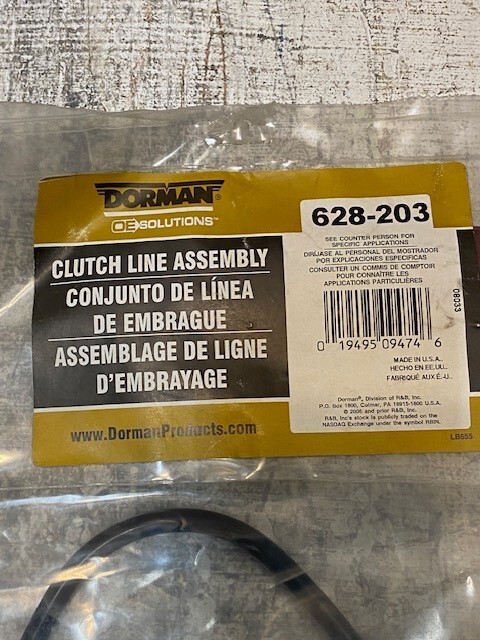 DORMAN®
OE SOLUTIONS™
CLUTCH LINE ASSEMBLY
CONJUNTO DE LÍNEA
DE EMBRAGUE
ASSEMBLAGE DE LIGNE
D'EMBRAYAGE
www.DormanProducts.com
628-203
SEE COUNTER PERSON FOR
SPECIFIC APPLICATIONS
DIRÍJASE AL PERSONAL DEL MOSTRADOR
POR EXPLICACIONES ESPECIFICAS
CONSULTER UN COMMIS DE COMPTOIR
POUR CONNAÎTRE LES
APPLICATIONS PARTICULIÈRES
08033
0 19495 09474 6
MADE IN U.S.A.
HECHO EN EE.UU.
FABRIQUÉ AUX É.-U.
Dorman®, Division of R&B, Inc.
P.O. Box 1800, Colmar, PA 18915-1800 U.S.A.
© 2006 and prior R&B, Inc.
R&B, Inc's stock is publicly traded on the
NASDAQ Exchange under the symbol RBIN.
LB655